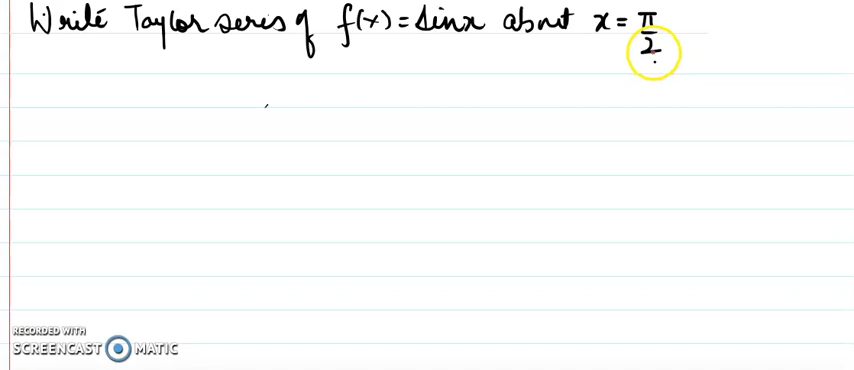 Write Taylor series of f(x) = sinx about x = π/2
RECORDED WITH
SCREENCAST MATIC